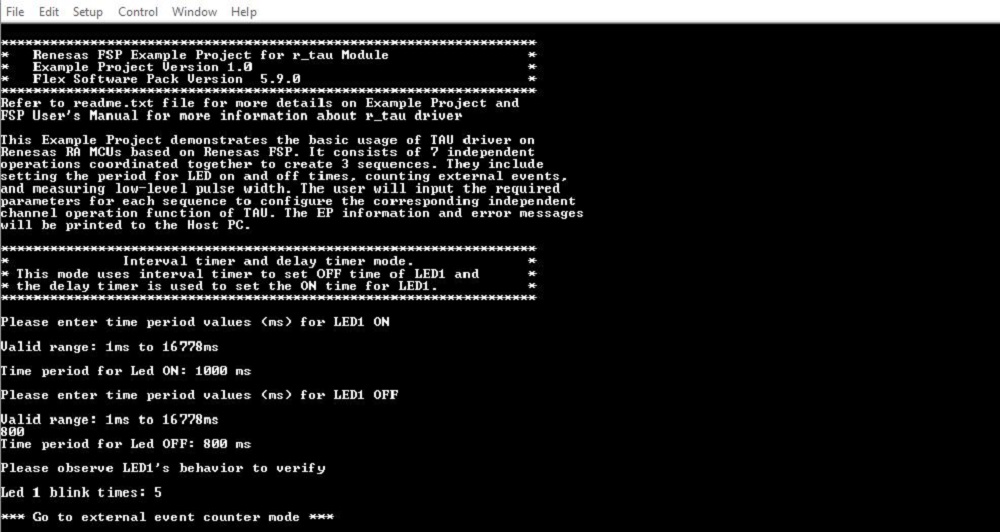 File Edit Setup Control Window Help
*******************************************************************
* Renesas FSP Example Project for r_tau Module *
* Example Project Version 1.0 *
* Flex Software Pack Version 5.9.0 *
*******************************************************************
Refer to readme.txt file for more details on Example Project and
FSP User's Manual for more information about r_tau driver
This Example Project demonstrates the basic usage of TAU driver on
Renesas RA MCUs based on Renesas FSP. It consists of 7 independent
operations coordinated together to create 3 sequences. They include
setting the period for LED on and off times, counting external events,
and measuring low-level pulse width. The user will input the required
parameters for each sequence to configure the corresponding independent
channel operation function of TAU. The EP information and error messages
will be printed to the Host PC.
*******************************************************************
* Interval timer and delay timer mode. *
* This mode uses interval timer to set OFF time of LED1 and *
* the delay timer is used to set the ON time for LED1. *
*******************************************************************
Please enter time period values (ms) for LED1 ON
Valid range: 1ms to 16778ms
Time period for Led ON: 1000 ms
Please enter time period values (ms) for LED1 OFF
Valid range: 1ms to 16778ms
800
Time period for Led OFF: 800 ms
Please observe LED1's behavior to verify
Led 1 blink times: 5
*** Go to external event counter mode ***